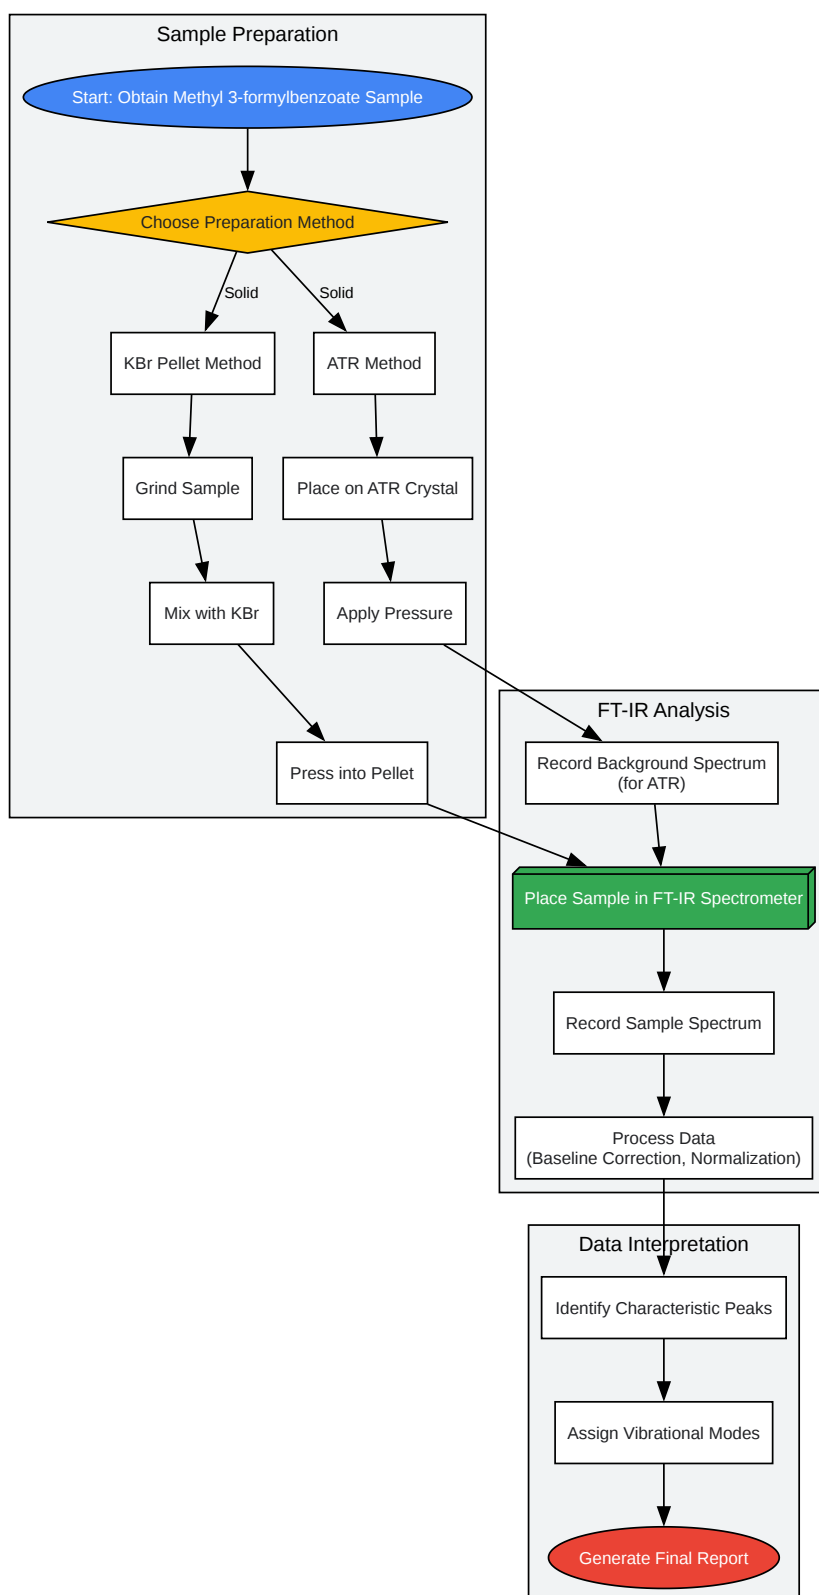 Sample Preparation
Start: Obtain Methyl 3-formylbenzoate Sample
Choose Preparation Method
Solid
Solid
KBr Pellet Method
ATR Method
Grind Sample
Place on ATR Crystal
Mix with KBr
Apply Pressure
Press into Pellet
FT-IR Analysis
Record Background Spectrum
(for ATR)
Place Sample in FT-IR Spectrometer
Record Sample Spectrum
Process Data
(Baseline Correction, Normalization)
Data Interpretation
Identify Characteristic Peaks
Assign Vibrational Modes
Generate Final Report